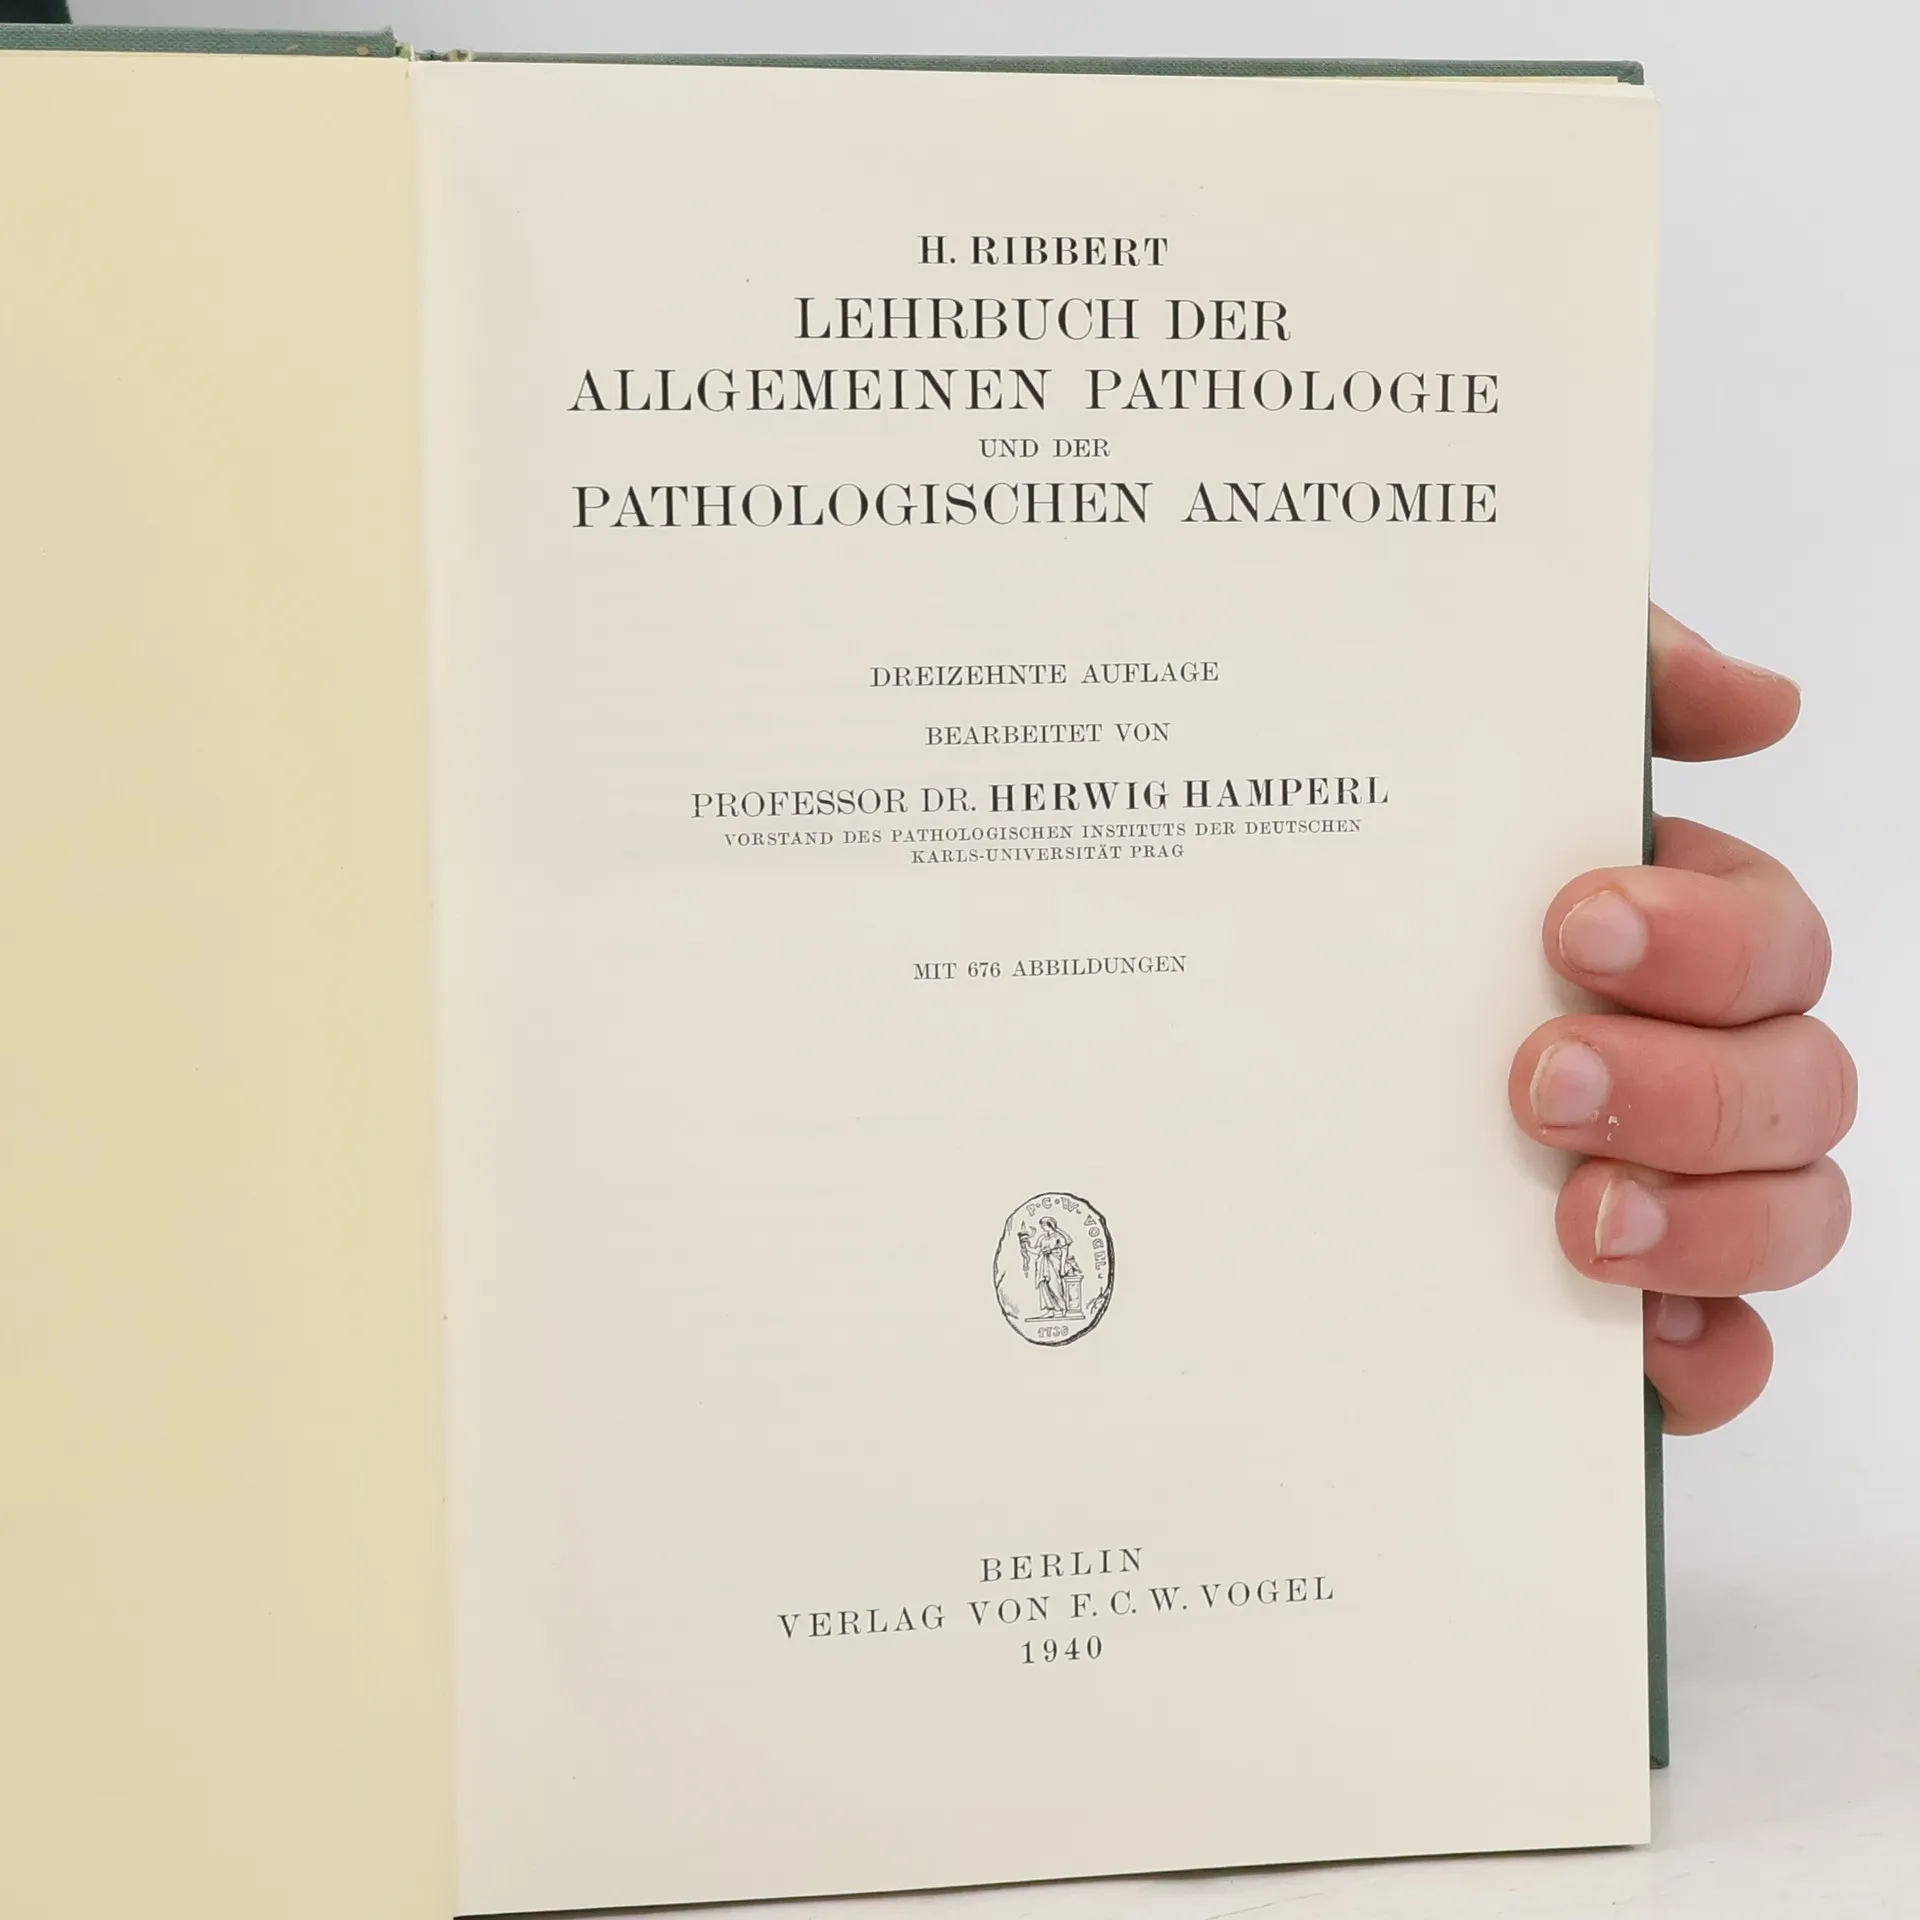 H. RIBBERT
LEHRBUCH DER
ALLGEMEINEN PATHOLOGIE
UND DER
PATHOLOGISCHEN ANATOMIE
DREIZEHNTE AUFLAGE
BEARBEITET VON
PROFESSOR DR. HERWIG HAMPERL
VORSTAND DES PATHOLOGISCHEN INSTITUTS DER DEUTSCHEN
KARLS-UNIVERSITÄT PRAG
MIT 676 ABBILDUNGEN
F·C·W·VOGEL·
BERLIN
VERLAG VON F. C. W. VOGEL
1940